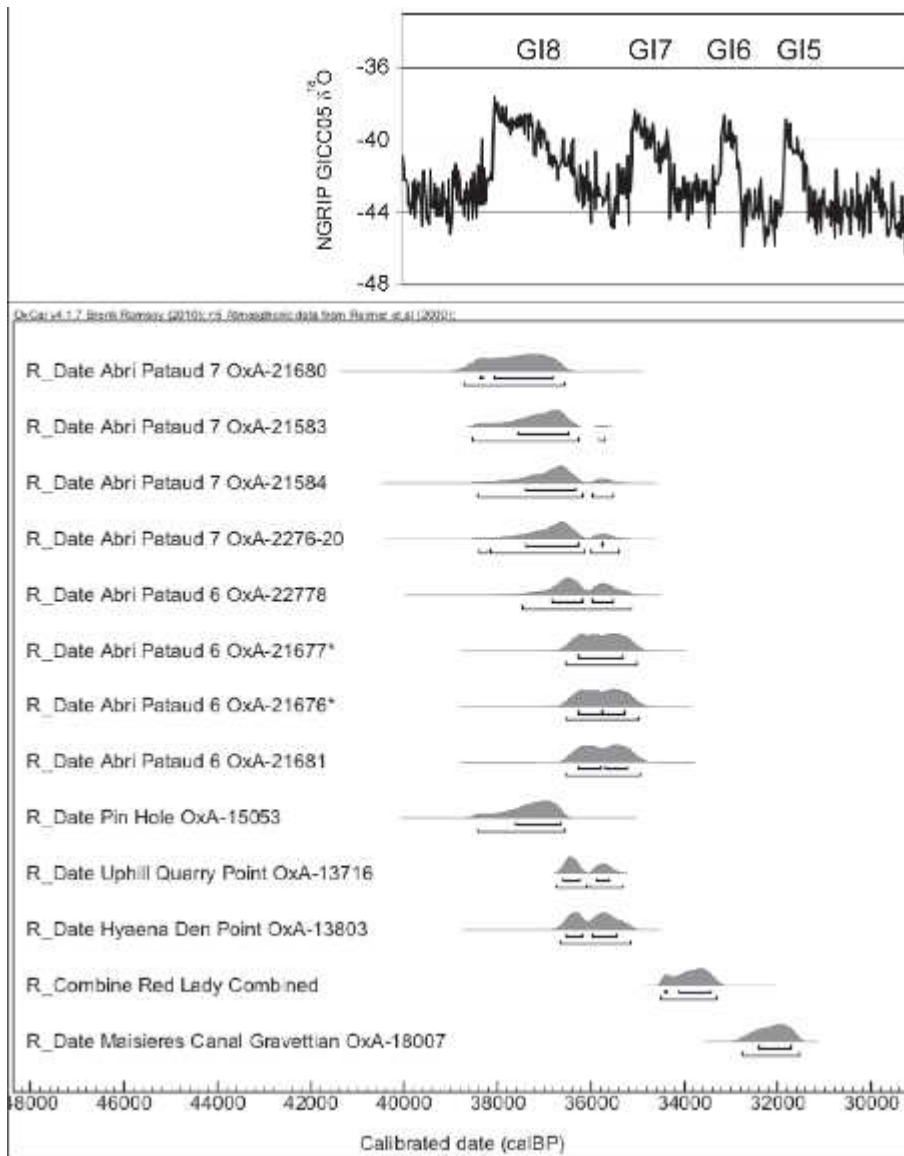 GI8 GI7 GI6 GI5
-36
-40
-44
-48
NGRIP GICC05
R_Date Abri Pataud 7 OxA-21680
R_Date Abri Pataud 7 OxA-21583
R_Date Abri Pataud 7 OxA-21584
R_Date Abri Pataud 7 OxA-2276-20
R_Date Abri Pataud 6 OxA-22778
R_Date Abri Pataud 6 OxA-21677*
R_Date Abri Pataud 6 OxA-21676*
R_Date Abri Pataud 6 OxA-21681
R_Date Pin Hole OxA-15053
R_Date Uphill Quarry Point OxA-13716
R_Date Hyaena Den Point OxA-13803
R_Combine Red Lady Combined
R_Date Maisieres Canal Gravettian OxA-18007
48000 46000 44000 42000 40000 38000 36000 34000 32000 30000
Calibrated date (calBP)